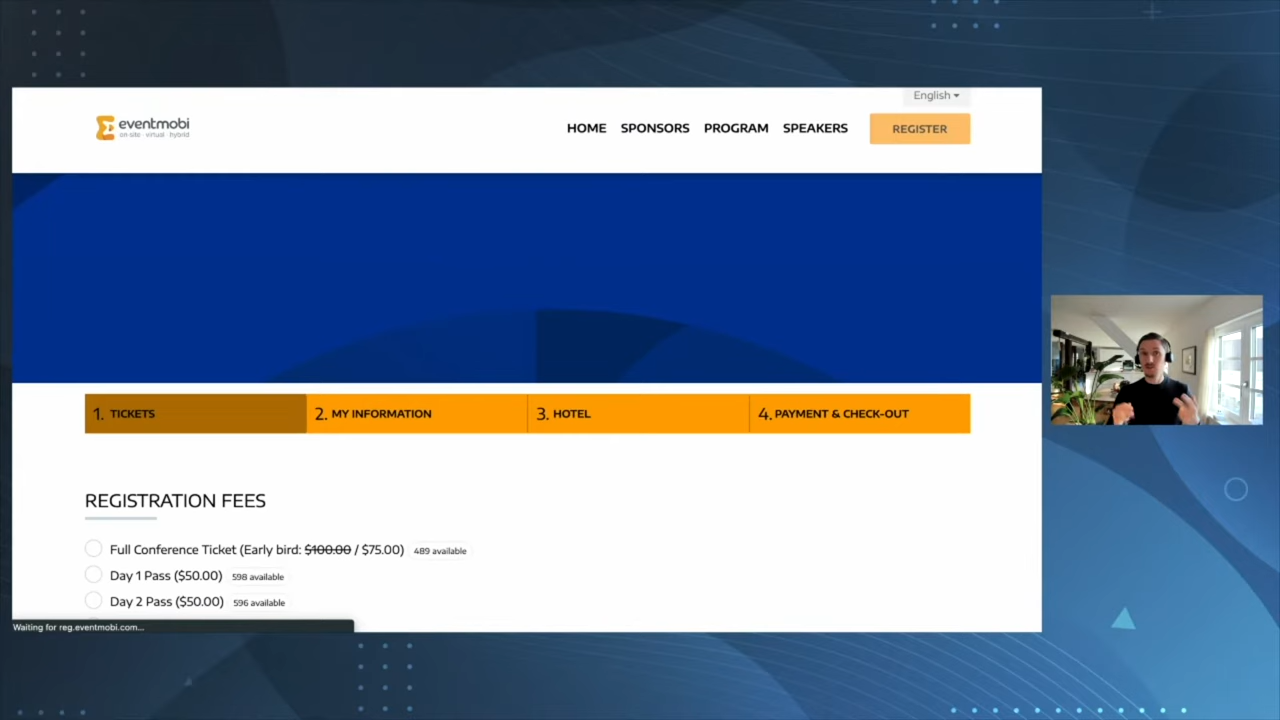 English
eventmobi
on-site · virtual · hybrid
HOME SPONSORS PROGRAM SPEAKERS REGISTER
1. TICKETS 2. MY INFORMATION 3. HOTEL 4. PAYMENT & CHECK-OUT
REGISTRATION FEES
Full Conference Ticket (Early bird: $100.00 / $75.00) 489 available
Day 1 Pass ($50.00) 598 available
Day 2 Pass ($50.00) 596 available
Waiting for reg.eventmobi.com...